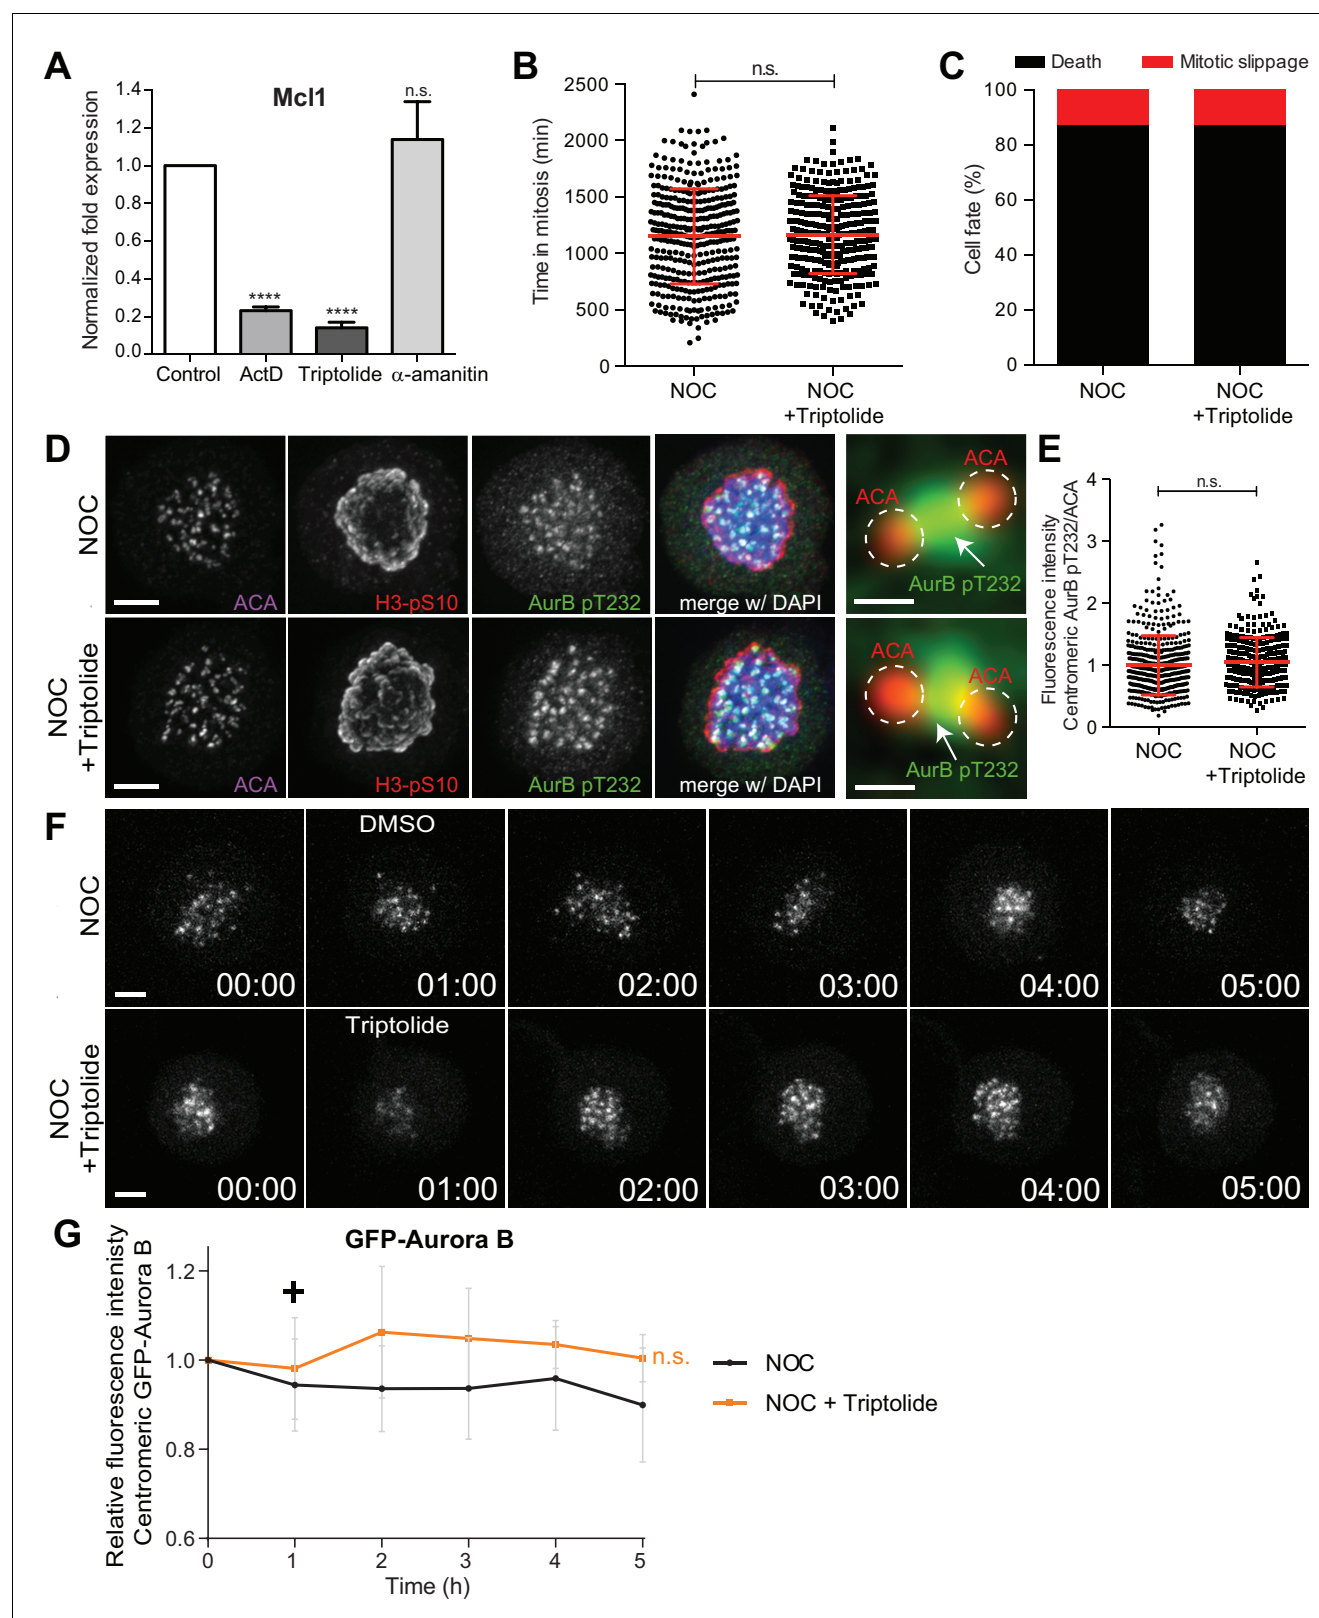 A
Mcl1
Normalized fold expression
1.4
1.2
1.0
0.8
0.6
0.4
0.2
0.0
****
****
n.s.
Control
ActD
Triptolide
α-amanitin
B
n.s.
Time in mitosis (min)
2500
2000
1500
1000
500
0
NOC
NOC
+Triptolide
C
Death
Mitotic slippage
Cell fate (%)
100
80
60
40
20
0
NOC
NOC
+Triptolide
D
NOC
ACA
H3-pS10
AurB pT232
merge w/ DAPI
ACA
ACA
AurB pT232
NOC
+Triptolide
ACA
H3-pS10
AurB pT232
merge w/ DAPI
ACA
ACA
AurB pT232
E
n.s.
Fluorescence intensity
Centromeric AurB pT232/ACA
4
3
2
1
0
NOC
NOC
+Triptolide
F
NOC
DMSO
00:00
01:00
02:00
03:00
04:00
05:00
NOC
+Triptolide
Triptolide
00:00
01:00
02:00
03:00
04:00
05:00
G
GFP-Aurora B
Relative fluorescence intenisty
Centromeric GFP-Aurora B
1.2
1.0
0.8
0.6
+
n.s.
0
1
2
3
4
5
Time (h)
NOC
NOC + Triptolide